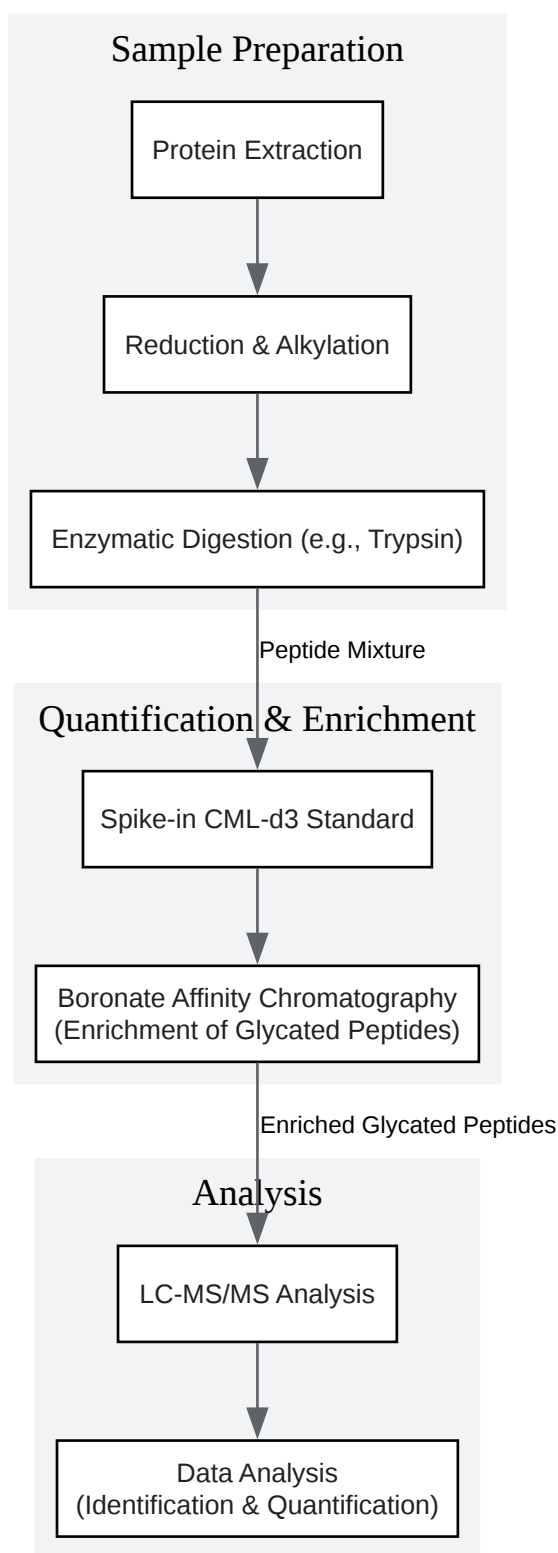 Sample Preparation
Protein Extraction
Reduction & Alkylation
Enzymatic Digestion (e.g., Trypsin)
Peptide Mixture
Quantification & Enrichment
Spike-in CML-d3 Standard
Boronate Affinity Chromatography
(Enrichment of Glycated Peptides)
Enriched Glycated Peptides
Analysis
LC-MS/MS Analysis
Data Analysis
(Identification & Quantification)